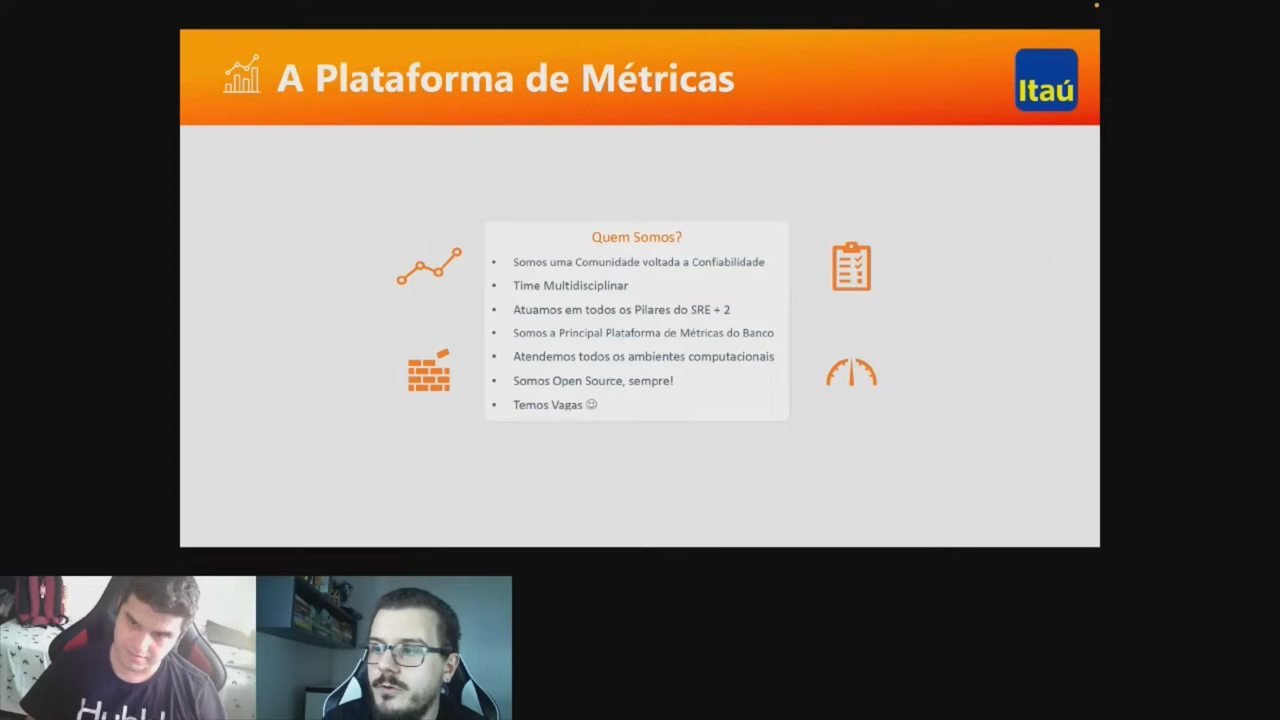 A Plataforma de Métricas
Itaú
Quem Somos?
• Somos uma Comunidade voltada a Confiabilidade
• Time Multidisciplinar
• Atuamos em todos os Pilares do SRE + 2
• Somos a Principal Plataforma de Métricas do Banco
• Atendemos todos os ambientes computacionais
• Somos Open Source, sempre!
• Temos Vagas ☺